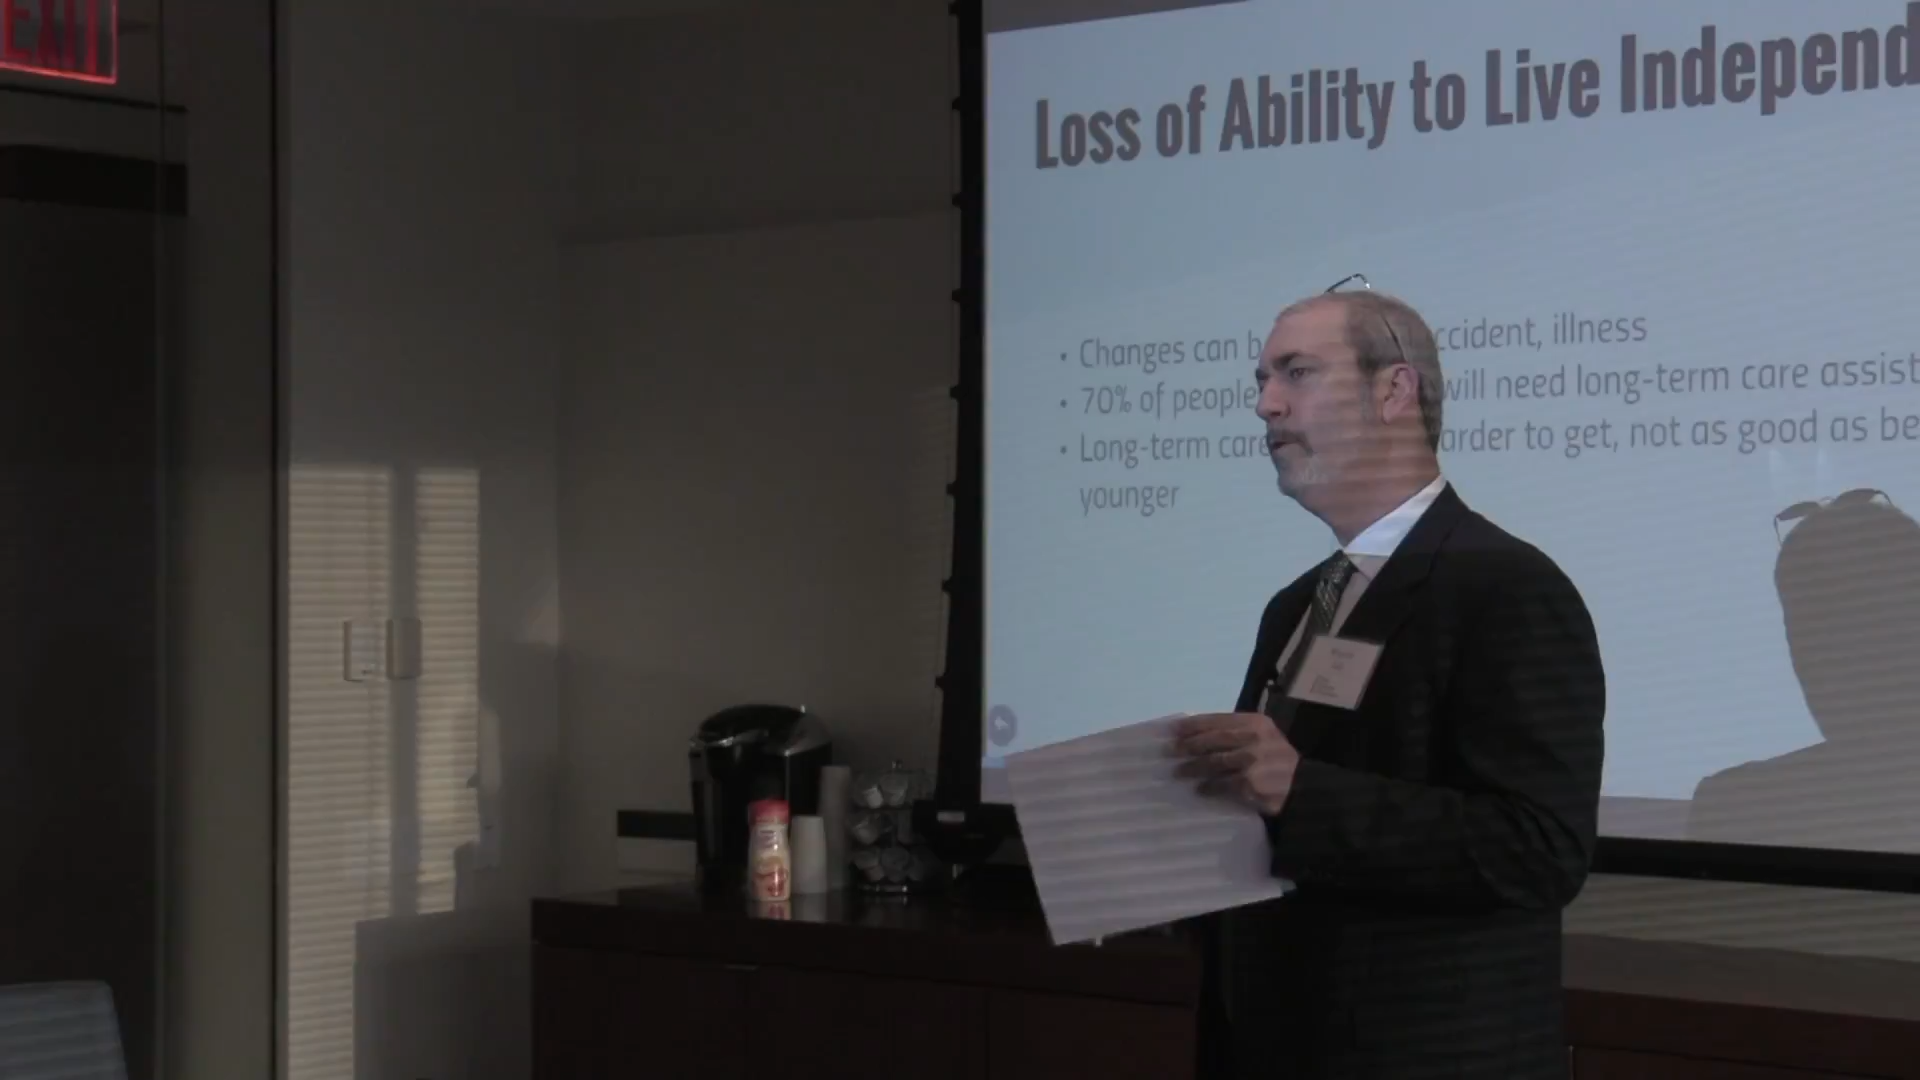 EXIT
Loss of Ability to Live Independ
• Changes can b ccident, illness
• 70% of people will need long-term care assist
• Long-term care arder to get, not as good as be
younger